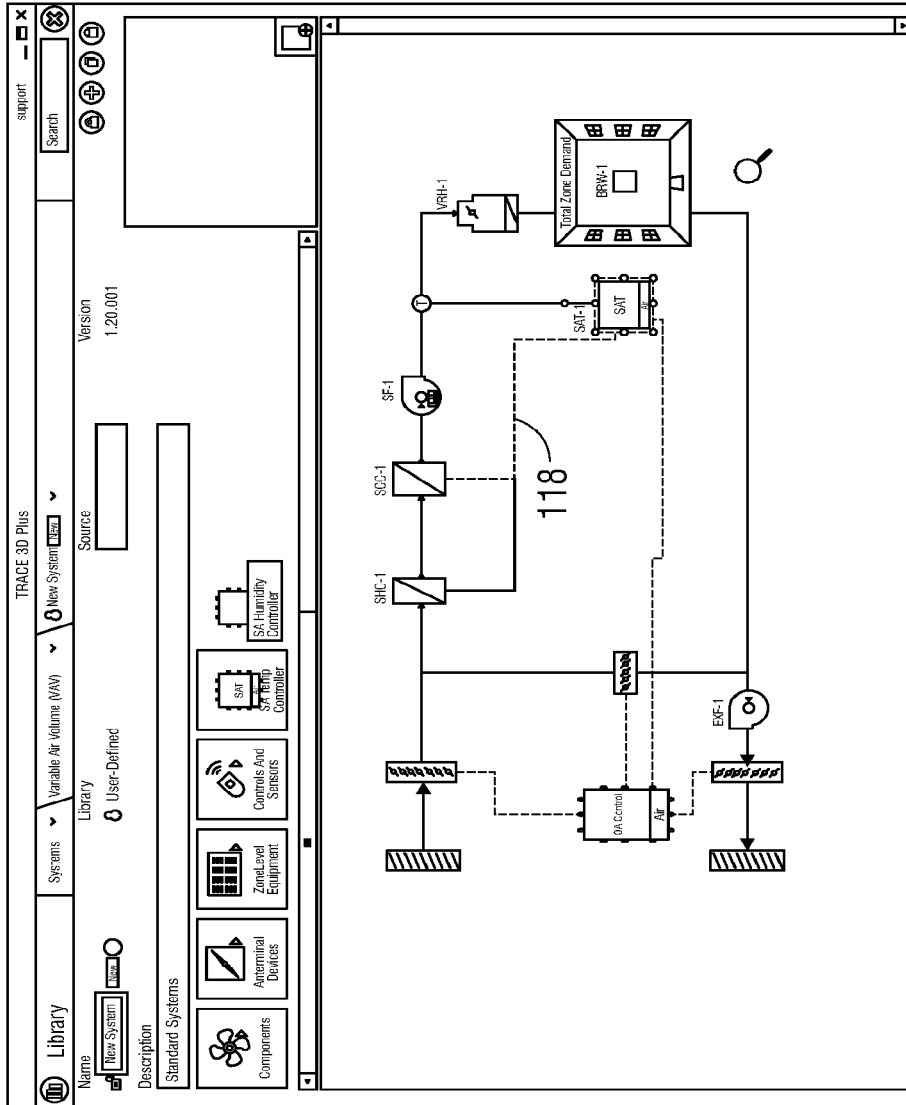 TRACE 3D Plus
support
Library
Systems
Variable Air Volume (VAV)
New System New
Search
Name
Library
Source
Version
New System New
User-Defined
1.20.001
Description
Standard Systems
Components
Anterminal
Devices
ZoneLevel
Equipment
Controls And
Sensors
SAT
Air
SA Temp
Controller
SA Humidity
Controller
SHC-1
SCC-1
SF-1
T
VRH-1
118
SAT-1
SAT
Air
Total Zone Demand
BRW-1
OA Control
Air
EXF-1